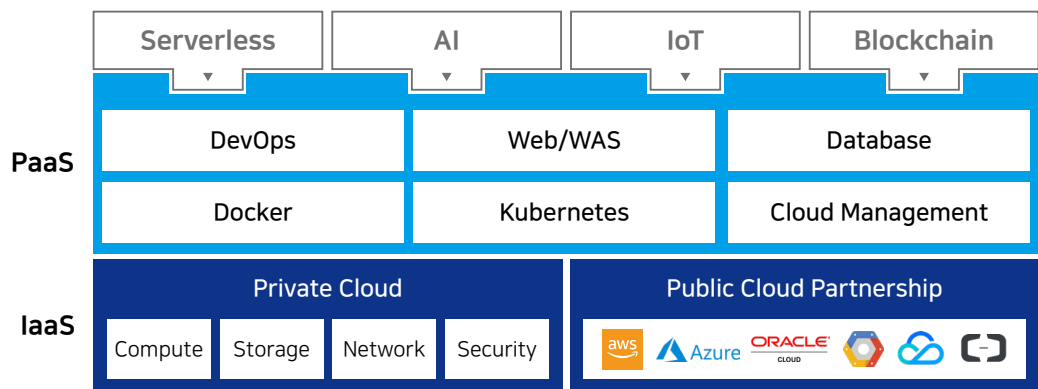 Serverless
AI
IoT
Blockchain
PaaS
DevOps
Web/WAS
Database
Docker
Kubernetes
Cloud Management
IaaS
Private Cloud
Public Cloud Partnership
Compute
Storage
Network
Security
aws
Azure
ORACLE'
CLOUD